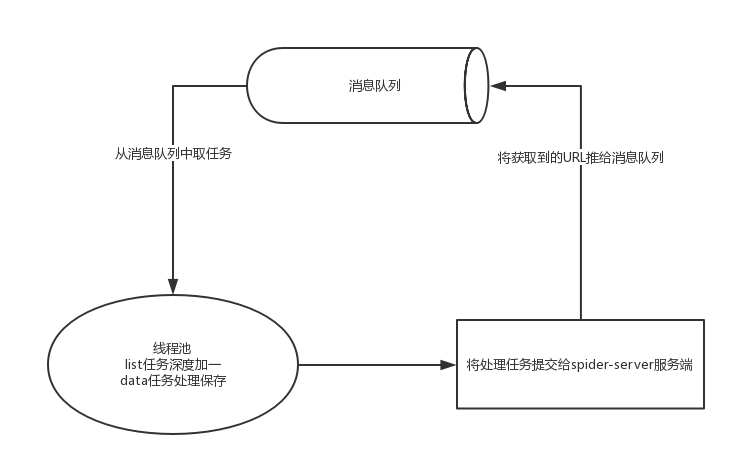 消息队列
从消息队列中取任务
将获取到的URL推给消息队列
线程池
list任务深度加一
data任务处理保存
将处理任务提交给spider-server服务端